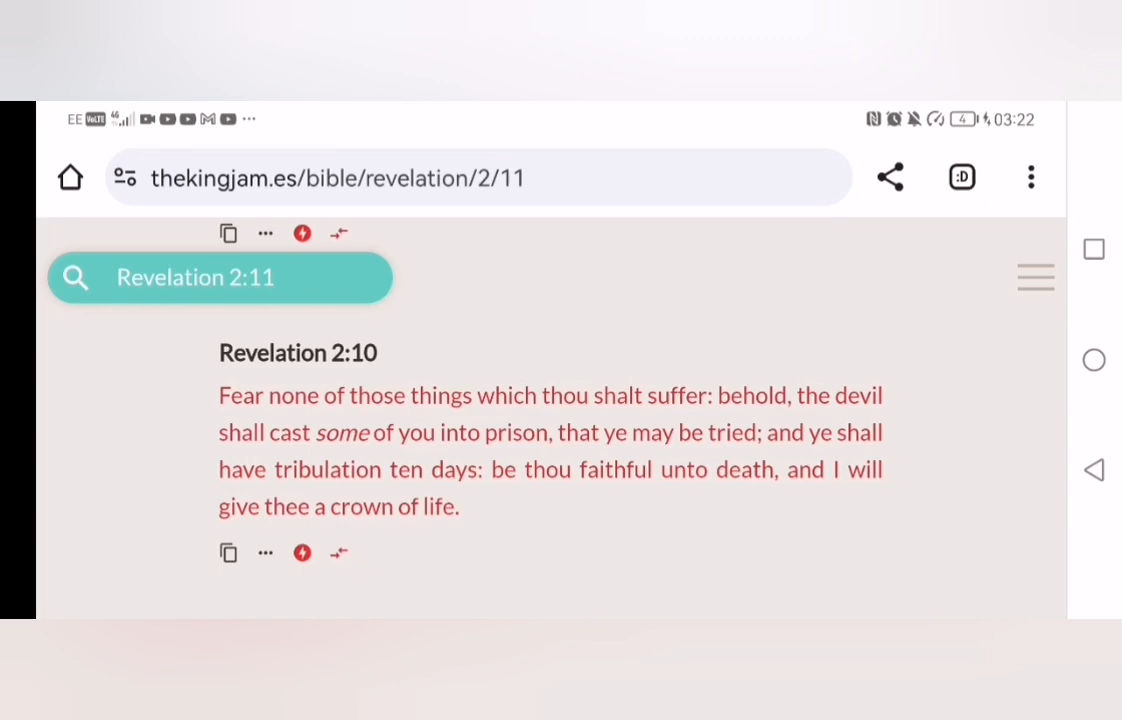 EE VoLTE 4G 4 03:22
thekingjam.es/bible/revelation/2/11 :D
Revelation 2:11
Revelation 2:10
Fear none of those things which thou shalt suffer: behold, the devil
shall cast some of you into prison, that ye may be tried; and ye shall
have tribulation ten days: be thou faithful unto death, and I will
give thee a crown of life.